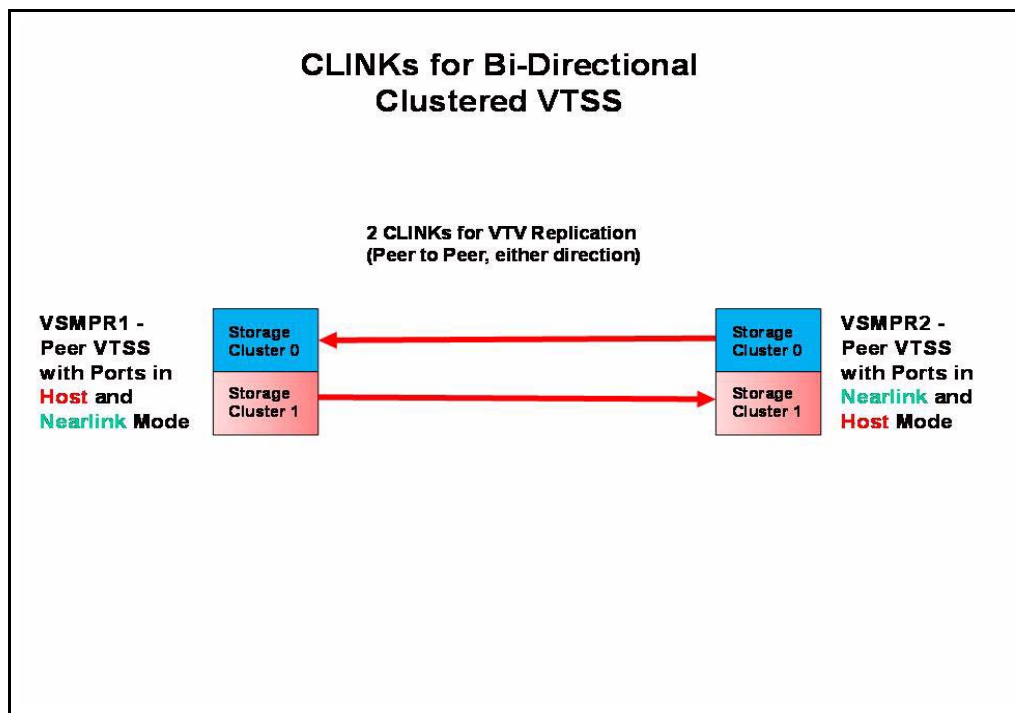 CLINKs for Bi-Directional
Clustered VTSS
2 CLINKs for VTV Replication
(Peer to Peer, either direction)
VSMPR1 -
Peer VTSS
with Ports in
Host and
Nearlink Mode
Storage
Cluster 0
Storage
Cluster 1
Storage
Cluster 0
Storage
Cluster 1
VSMPR2 -
Peer VTSS
with Ports in
Nearlink and
Host Mode